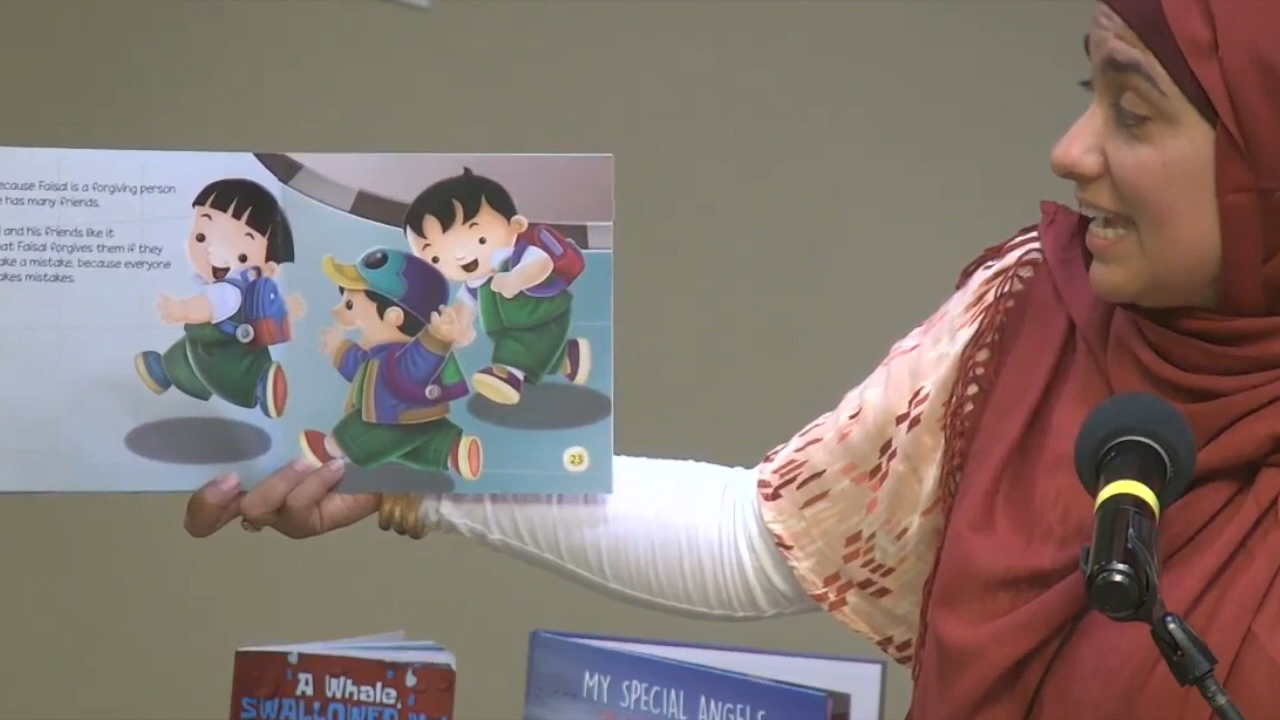 ecause Faisal is a forgiving person
e has many friends.
and his friends like it
at Faisal forgives them if they
ake a mistake, because everyone
akes mistakes.
23
A Whale
SWALLOWED
MY SPECIAL ANGELS